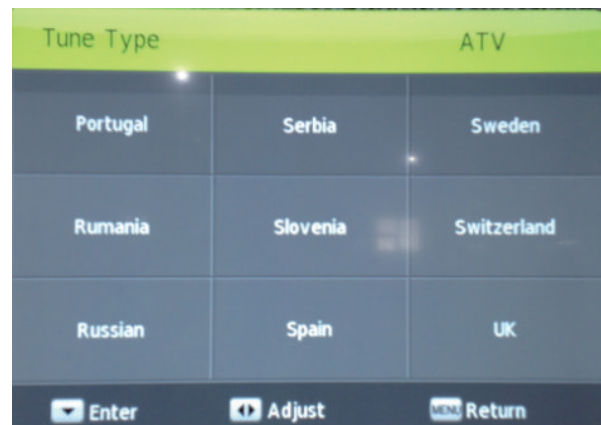 Tune Type ATV
Portugal Serbia Sweden
Rumania Slovenia Switzerland
Russian Spain UK
Enter Adjust MENU Return